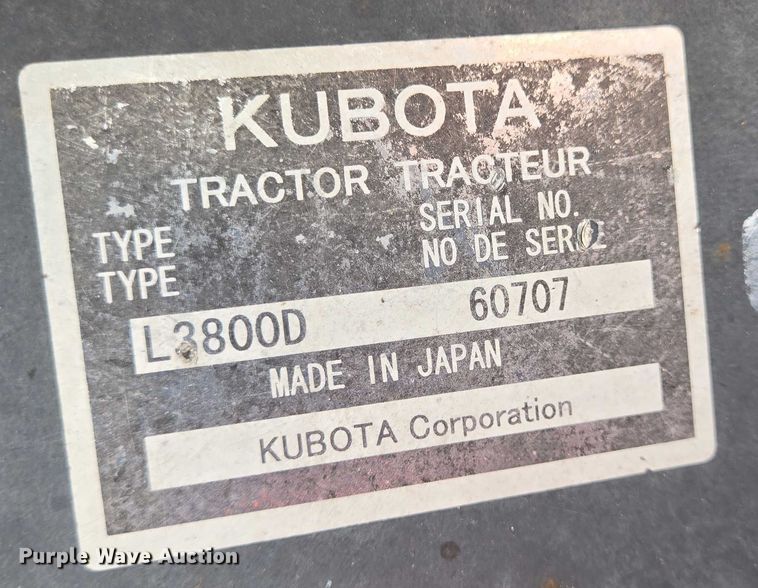 KUBOTA
TRACTOR TRACTEUR
TYPE SERIAL NO.
TYPE NO DE SERIE
L3800D 60707
MADE IN JAPAN
KUBOTA Corporation
Purple Wave Auction